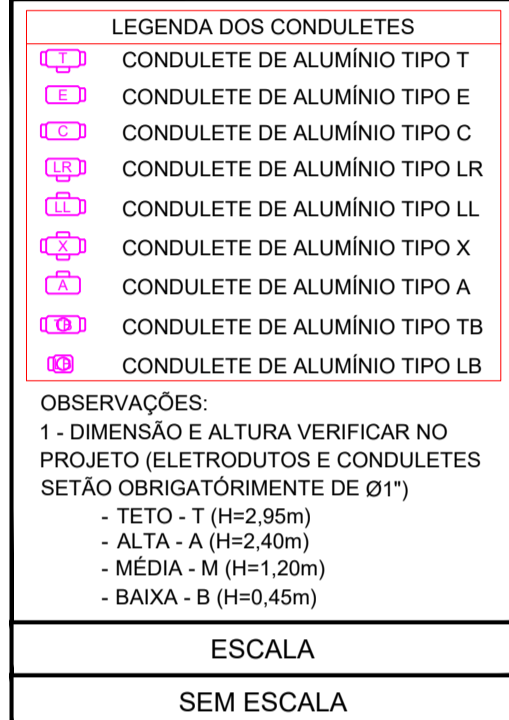 LEGENDA DOS CONDULETES
T CONDULETE DE ALUMÍNIO TIPO T
E CONDULETE DE ALUMÍNIO TIPO E
C CONDULETE DE ALUMÍNIO TIPO C
LR CONDULETE DE ALUMÍNIO TIPO LR
LL CONDULETE DE ALUMÍNIO TIPO LL
X CONDULETE DE ALUMÍNIO TIPO X
A CONDULETE DE ALUMÍNIO TIPO A
TB CONDULETE DE ALUMÍNIO TIPO TB
LB CONDULETE DE ALUMÍNIO TIPO LB
OBSERVAÇÕES:
1 - DIMENSÃO E ALTURA VERIFICAR NO
PROJETO (ELETRODUTOS E CONDULETES
SETÃO OBRIGATÓRIMENTE DE Ø1")
- TETO - T (H=2,95m)
- ALTA - A (H=2,40m)
- MÉDIA - M (H=1,20m)
- BAIXA - B (H=0,45m)
ESCALA
SEM ESCALA